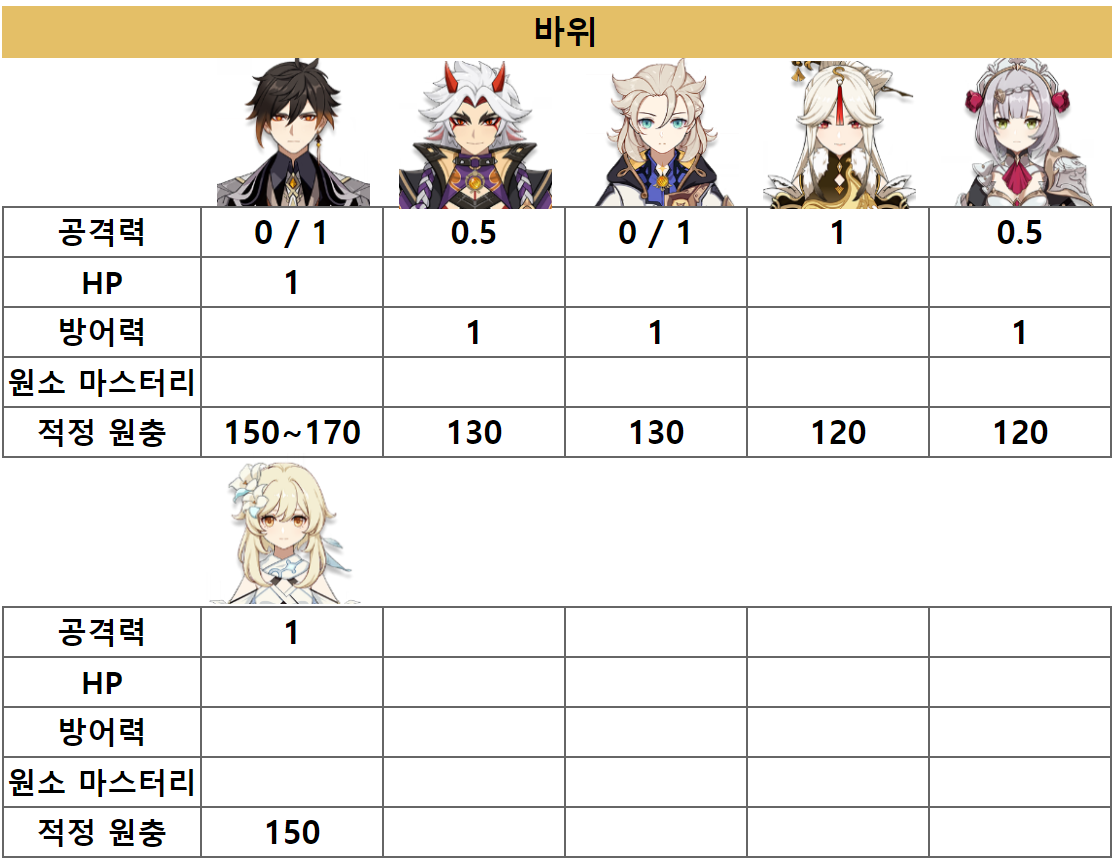 바위
공격력 0 / 1 0.5 0 / 1 1 0.5
HP 1
방어력 1 1 1
원소 마스터리
적정 원충 150~170 130 130 120 120
공격력 1
HP
방어력
원소 마스터리
적정 원충 150